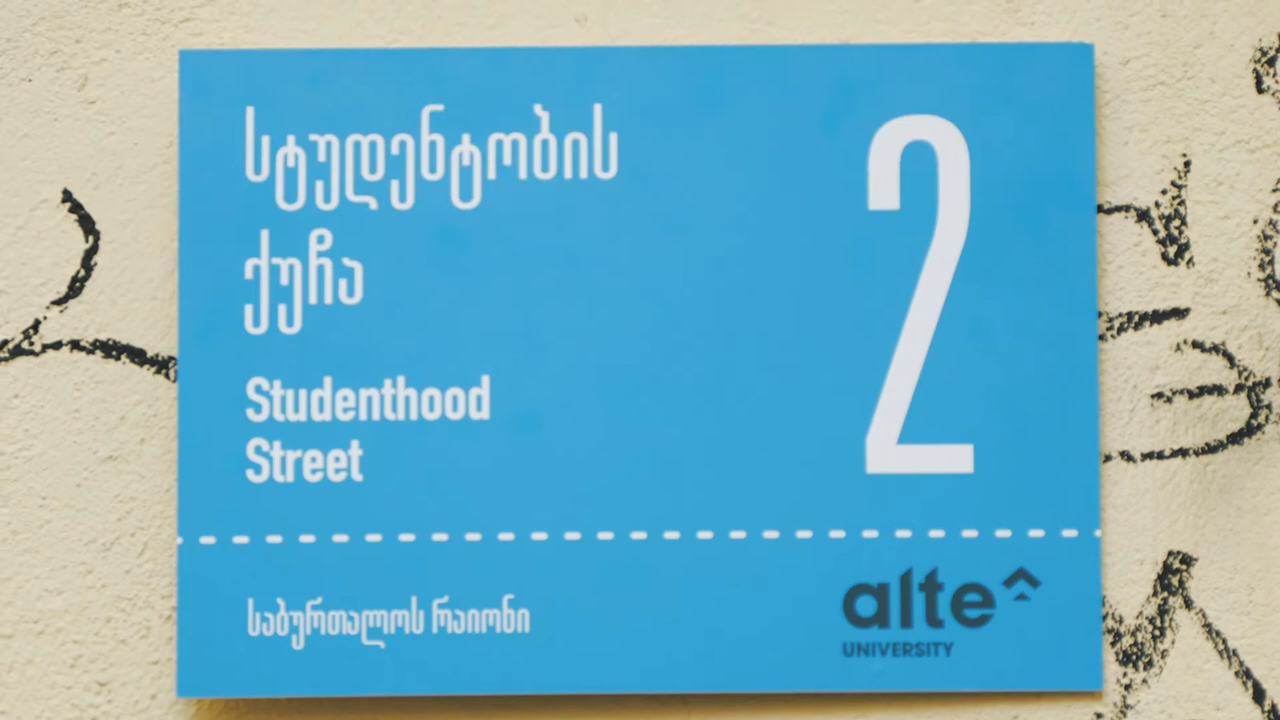 სტუდენტობის
ქუჩა
Studenthood
Street
2
საბურთალოს რაიონი
alte
UNIVERSITY